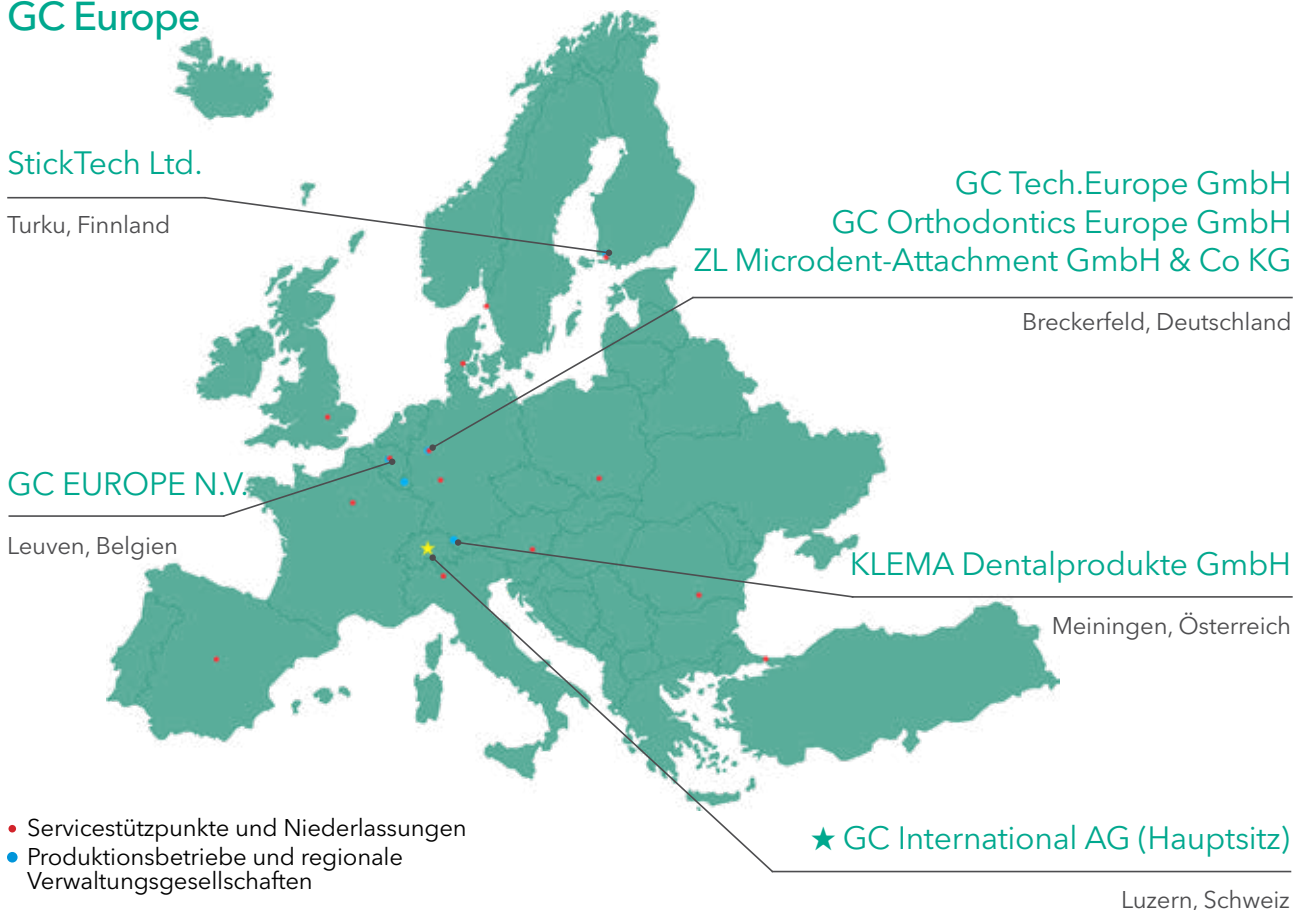 GC Europe
StickTech Ltd.
Turku, Finnland
GC Tech.Europe GmbH
GC Orthodontics Europe GmbH
ZL Microdent-Attachment GmbH & Co KG
Breckerfeld, Deutschland
GC EUROPE N.V.
Leuven, Belgien
KLEMA Dentalprodukte GmbH
Meiningen, Österreich
• Servicestützpunkte und Niederlassungen
• Produktionsbetriebe und regionale
Verwaltungsgesellschaften
★ GC International AG (Hauptsitz)
Luzern, Schweiz